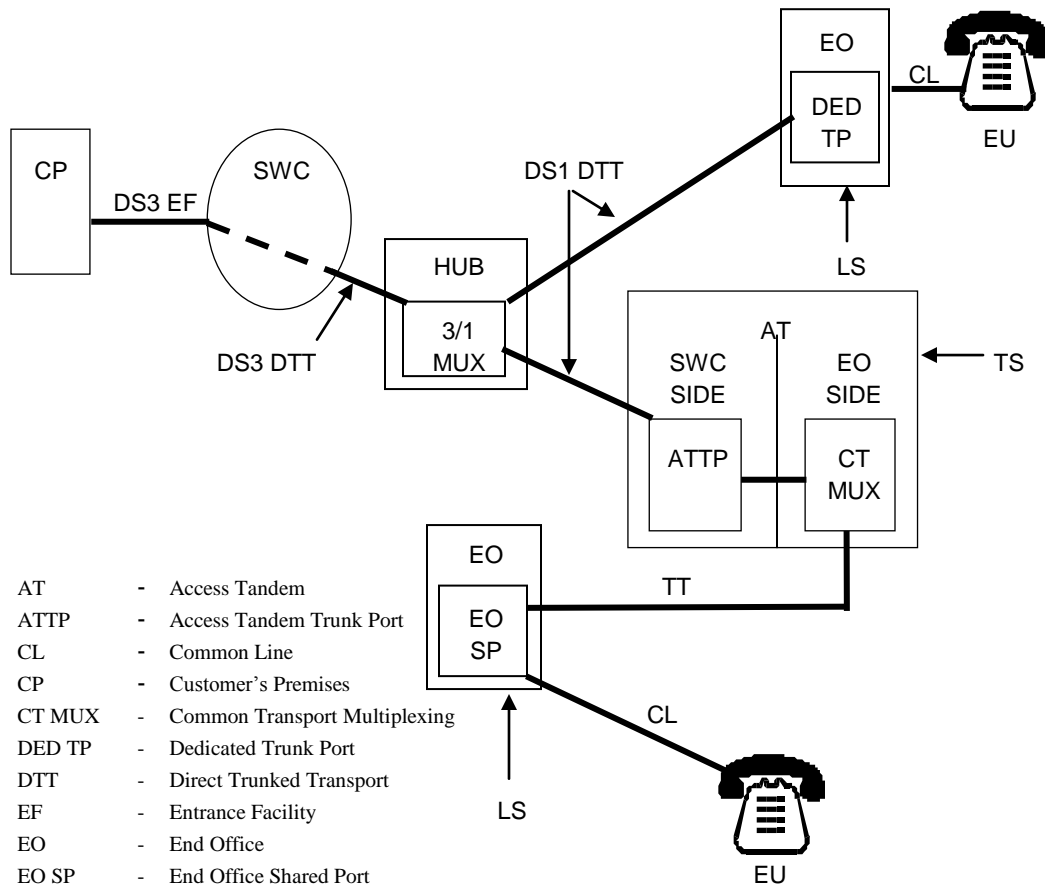 EO
CL
DED
TP
EU
CP
SWC
DS3 EF
DS1 DTT
LS
HUB
3/1
MUX
DS3 DTT
AT
SWC
SIDE
EO
SIDE
TS
ATTP
CT
MUX
EO
EO
SP
TT
CL
LS
EU
AT - Access Tandem
ATTP - Access Tandem Trunk Port
CL - Common Line
CP - Customer's Premises
CT MUX - Common Transport Multiplexing
DED TP - Dedicated Trunk Port
DTT - Direct Trunked Transport
EF - Entrance Facility
EO - End Office
EO SP - End Office Shared Port